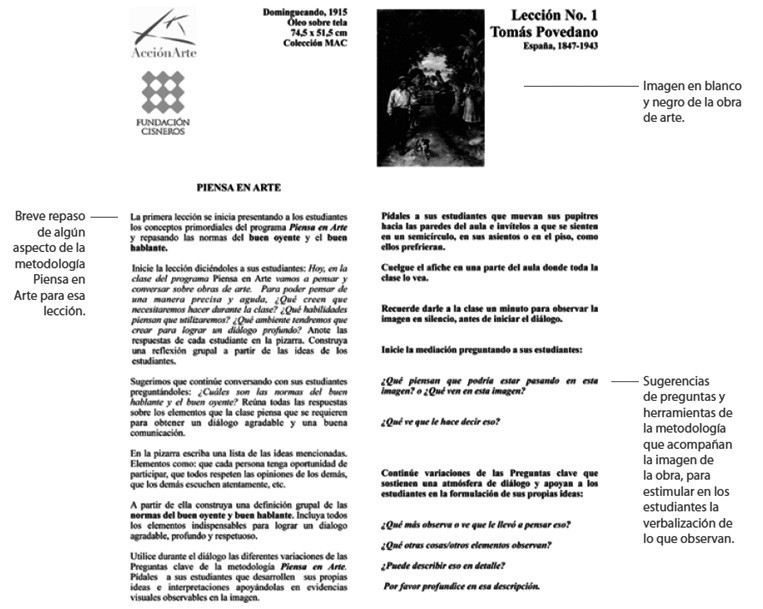 AcciónArte
FUNDACIÓN
CISNEROS
Domingueando, 1915
Óleo sobre tela
74,5 x 51,5 cm
Colección MAC
Lección No. 1
Tomás Povedano
España, 1847-1943
Imagen en blanco
y negro de la obra
de arte.
PIENSA EN ARTE
Breve repaso
de algún
aspecto de la
metodología
Piensa en
Arte para esa
lección.
La primera lección se inicia presentando a los estudiantes
los conceptos primordiales del programa Piensa en Arte
y repasando las normas del buen oyente y el buen
hablante.
Inicie la lección diciéndoles a sus estudiantes: Hoy, en la
clase del programa Piensa en Arte vamos a pensar y
conversar sobre obras de arte. Para poder pensar de
una manera precisa y aguda, ¿Qué creen que
necesitaremos hacer durante la clase? ¿Qué habilidades
piensan que utilizaremos? ¿Qué ambiente tendremos que
crear para lograr un diálogo profundo? Anote las
respuestas de cada estudiante en la pizarra. Construya
una reflexión grupal a partir de las ideas de los
estudiantes.
Sugerimos que continúe conversando con sus estudiantes
preguntándoles: ¿Cuáles son las normas del buen
hablante y el buen oyente? Reúna todas las respuestas
sobre los elementos que la clase piensa que se requieren
para obtener un diálogo agradable y una buena
comunicación.
En la pizarra escriba una lista de las ideas mencionadas.
Elementos como: que cada persona tenga oportunidad de
participar, que todos respeten las opiniones de los demás,
que los demás escuchen atentamente, etc.
A partir de ella construya una definición grupal de las
normas del buen oyente y buen hablante. Incluya todos
los elementos indispensables para lograr un dialogo
agradable, profundo y respetuoso.
Utilice durante el diálogo las diferentes variaciones de las
Preguntas clave de la metodología Piensa en Arte.
Pídales a sus estudiantes que desarrollen sus propias
ideas e interpretaciones apoyándolas en evidencias
visuales observables en la imagen.
Pídales a sus estudiantes que muevan sus pupitres
hacia las paredes del aula e invítelos a que se sienten
en un semicírculo, en sus asientos o en el piso, como
ellos prefieran.
Cuelgue el afiche en una parte del aula donde toda la
clase lo vea.
Recuerde darle a la clase un minuto para observar la
imagen en silencio, antes de iniciar el diálogo.
Inicie la mediación preguntando a sus estudiantes:
¿Qué piensan que podría estar pasando en esta
imagen? o ¿Qué ven en esta imagen?
¿Qué ve que le hace decir eso?
Continúe variaciones de las Preguntas clave que
sostienen una atmósfera de diálogo y apoyan a los
estudiantes en la formulación de sus propias ideas:
¿Qué más observa o ve que le llevó a pensar eso?
¿Qué otras cosas/otros elementos observan?
¿Puede describir eso en detalle?
Por favor profundice en esa descripción.
Sugerencias
de preguntas y
herramientas de
la metodología
que acompañan
la imagen de
la obra, para
estimular en los
estudiantes la
verbalización de
lo que observan.